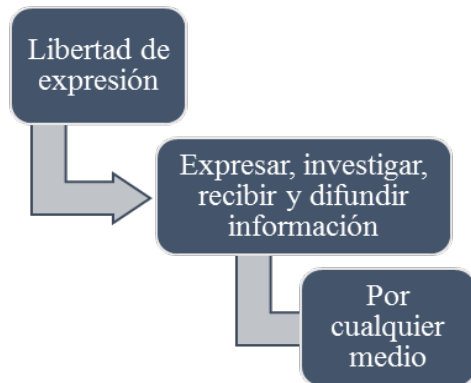 Libertad de
expresión
Expresar, investigar,
recibir y difundir
información
Por
cualquier
medio